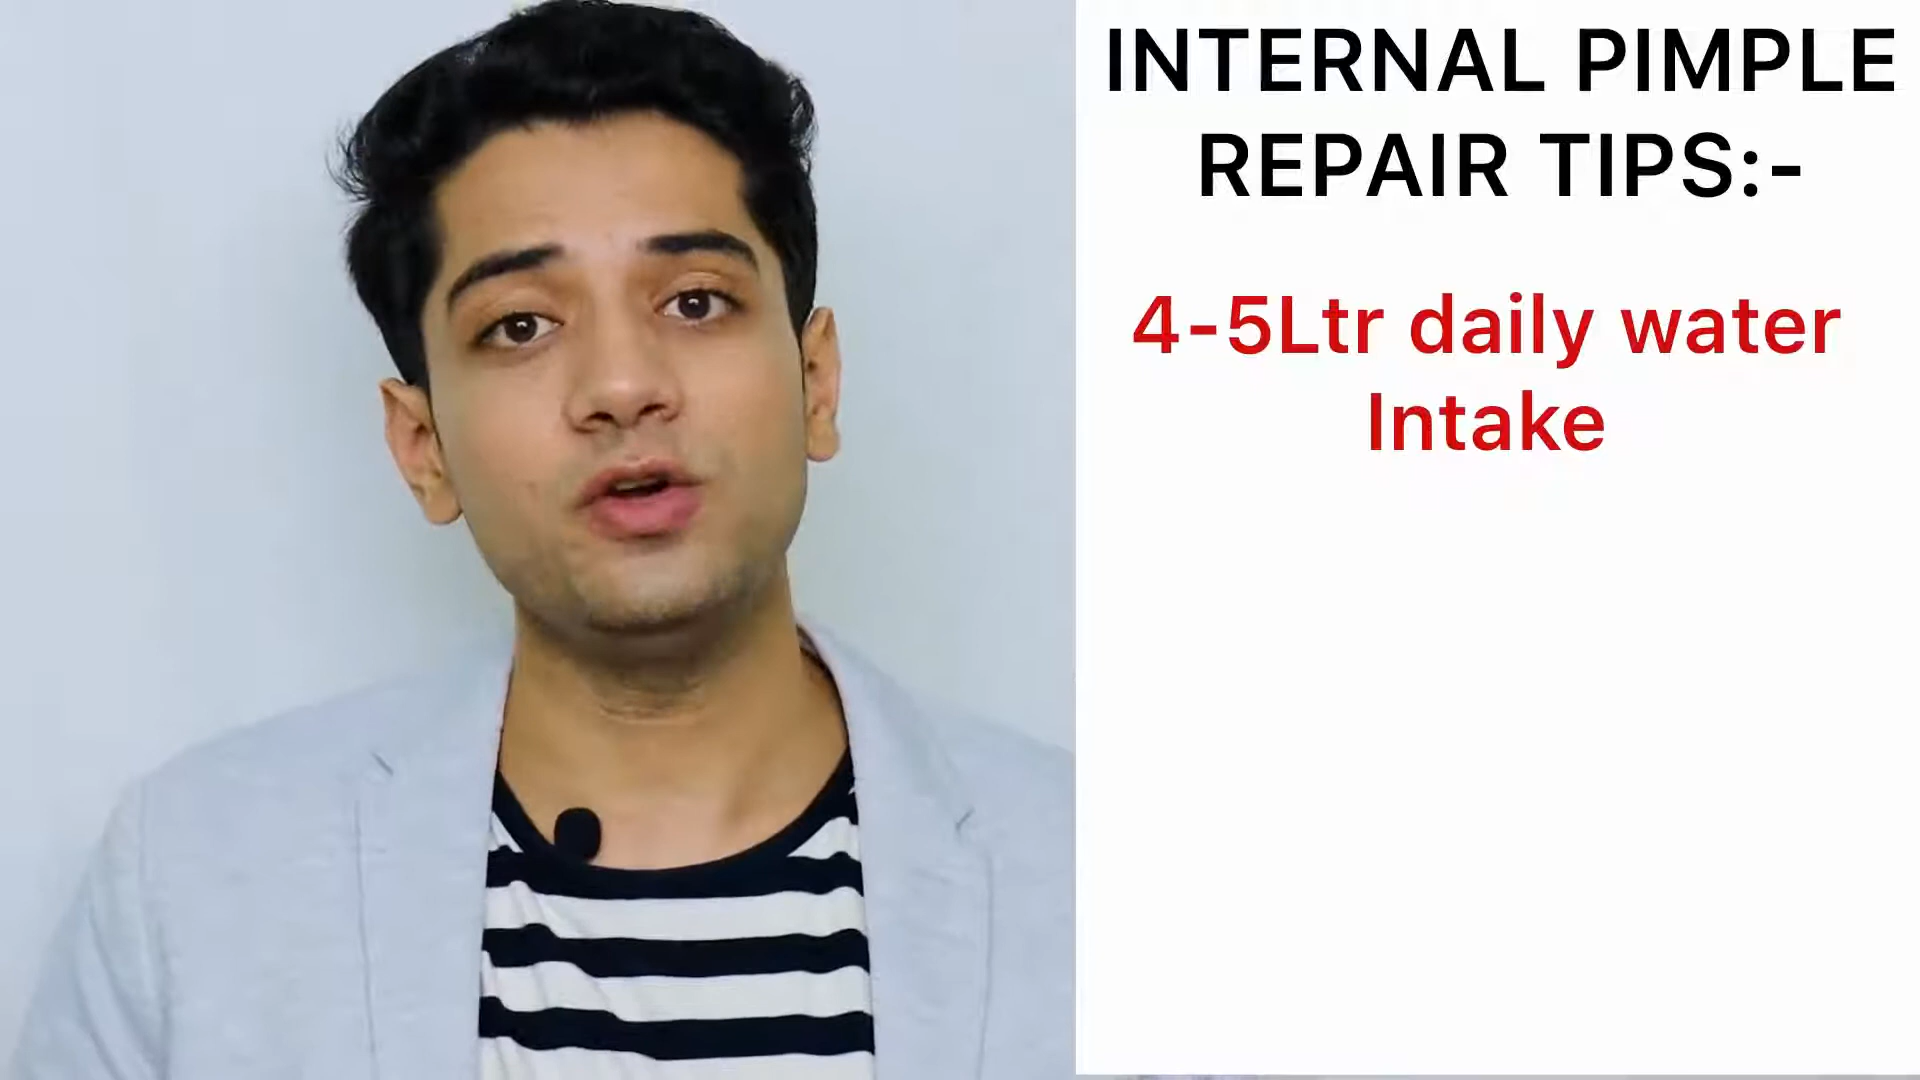 INTERNAL PIMPLE
REPAIR TIPS:-
4-5Ltr daily water
Intake